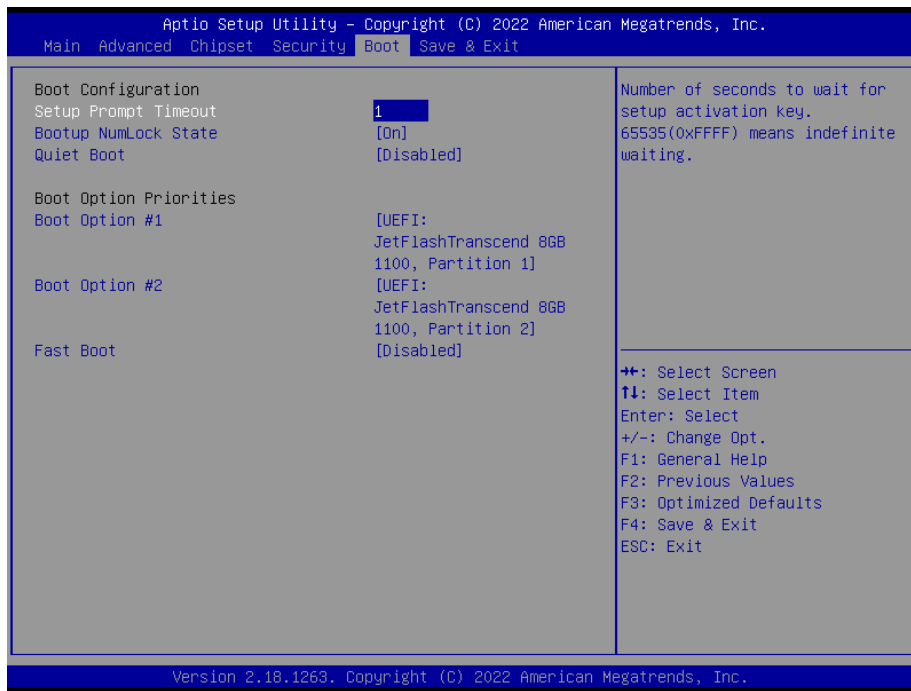 Aptio Setup Utility – Copyright (C) 2022 American Megatrends, Inc.
Main Advanced Chipset Security Boot Save & Exit
Boot Configuration
Setup Prompt Timeout 1
Bootup NumLock State [On]
Quiet Boot [Disabled]
Boot Option Priorities
Boot Option #1 [UEFI:
JetFlashTranscend 8GB
1100, Partition 1]
Boot Option #2 [UEFI:
JetFlashTranscend 8GB
1100, Partition 2]
Fast Boot [Disabled]
Number of seconds to wait for
setup activation key.
65535(0xFFFF) means indefinite
waiting.
→←: Select Screen
↑↓: Select Item
Enter: Select
+/-: Change Opt.
F1: General Help
F2: Previous Values
F3: Optimized Defaults
F4: Save & Exit
ESC: Exit
Version 2.18.1263. Copyright (C) 2022 American Megatrends, Inc.